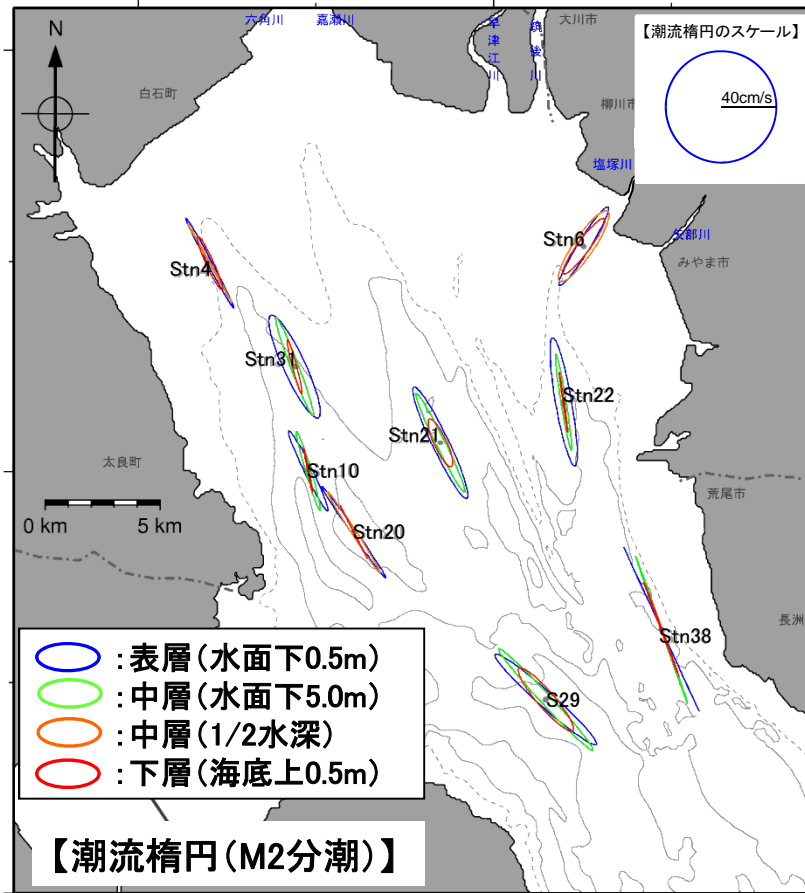 六角川
嘉瀬川
早津江川
筑後川
大川市
【潮流楕円のスケール】
40cm/s
N
白石町
柳川市
塩塚川
矢部川
みやま市
Stn6
Stn4
Stn31
Stn22
Stn21
太良町
Stn10
荒尾市
0 km
5 km
Stn20
長洲
Stn38
S29
:表層(水面下0.5m)
:中層(水面下5.0m)
:中層(1/2水深)
:下層(海底上0.5m)
【潮流楕円(M2分潮)】